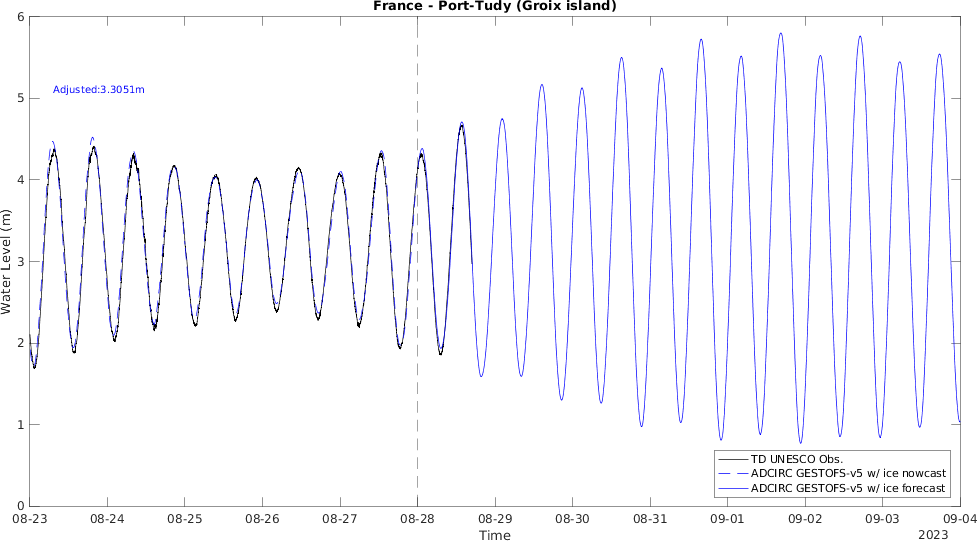 France - Port-Tudy (Groix island)
6
5
4
3
2
1
0
Water Level (m)
Adjusted:3.3051m
TD UNESCO Obs.
ADCIRC GESTOFS-v5 w/ ice nowcast
ADCIRC GESTOFS-v5 w/ ice forecast
08-23 08-24 08-25 08-26 08-27 08-28 08-29 08-30 08-31 09-01 09-02 09-03 09-04
Time
2023